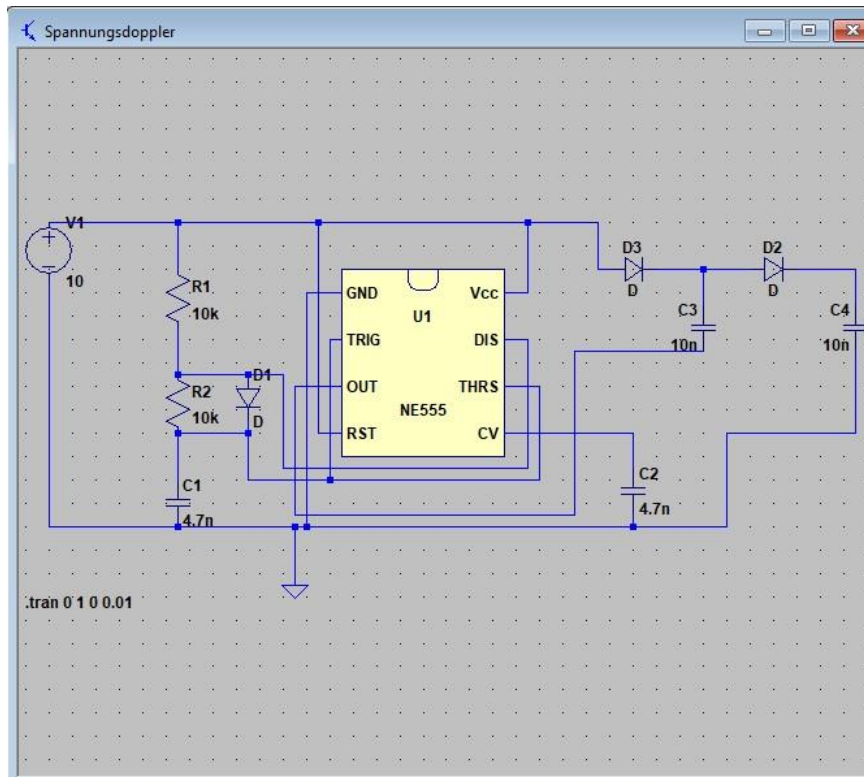 Spannungsdoppler
V1
10
R1
10k
R2
10k
D1
D
C1
4.7n
GND
TRIG
OUT
RST
U1
NE555
Vcc
DIS
THRS
CV
D3
D
D2
D
C3
10n
C4
10n
C2
4.7n
.tran 0 1 0 0.01